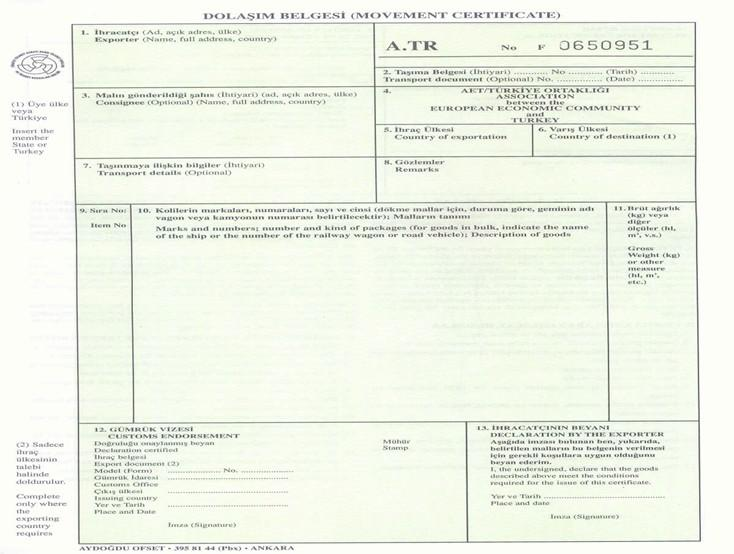 DOLAŞIM BELGESİ (MOVEMENT CERTIFICATE)
1. İhracatçı (Ad, açık adres, ülke)
Exporter (Name, full address, country)
A.TR No F 0650951
2. Taşıma Belgesi (İhtiyari) ........... No ........... (Tarih) ...........
Transport document (Optional) No. ........... (Date) ...........
3. Malın gönderildiği şahıs (İhtiyari) (ad, açık adres, ülke)
Consignee (Optional) (Name, full address, country)
4. AET/TÜRKİYE ORTAKLIĞI
ASSOCIATION
between the
EUROPEAN ECONOMIC COMMUNITY
and
TURKEY
(1) Üye ülke
veya
Türkiye
Insert the
member
State or
Turkey
5. İhraç Ülkesi
Country of exportation
6. Varış Ülkesi
Country of destination (1)
7. Taşınmaya ilişkin bilgiler (İhtiyari)
Transport details (Optional)
8. Gözlemler
Remarks
9. Sıra No:
Item No
10. Kolilerin markaları, numaraları, sayı ve cinsi (dökme mallar için, duruma göre, geminin adı
vagon veya kamyonun numarası belirtilecektir); Malların tanımı
Marks and numbers; number and kind of packages (for goods in bulk, indicate the name
of the ship or the number of the railway wagon or road vehicle); Description of goods
11. Brüt ağırlık
(kg) veya
diğer
ölçüler (hl,
m³, v.s.)
Gross
Weight (kg)
or other
measure
(hl, m³,
etc.)
(2) Sadece
ihraç
ülkesinin
talebi
halinde
doldurulur.
Complete
only where
the
exporting
country
requires
12. GÜMRÜK VİZESİ
CUSTOMS ENDORSEMENT
Doğruluğu onaylanmış beyan
Declaration certified
İhraç belgesi
Export document (2)
Model (Form) ........... No. ...........
Gümrük İdaresi ...........
Customs Office
Çıkış ülkesi ...........
Issuing country
Yer ve Tarih ...........
Place and Date
İmza (Signature)
Mühür
Stamp
13. İHRACATÇININ BEYANI
DECLARATION BY THE EXPORTER
Aşağıda imzası bulunan ben, yukarıda,
belirtilen malların bu belgenin verilmesi
için gerekli koşullara uygun olduğunu
beyan ederim.
I, the undersigned, declare that the goods
described above meet the conditions
required for the issue of this certificate.
Yer ve Tarih ...........
Place and date
İmza (Signature)
AYDOĞDU OFSET • 395 81 44 (Pbx) • ANKARA